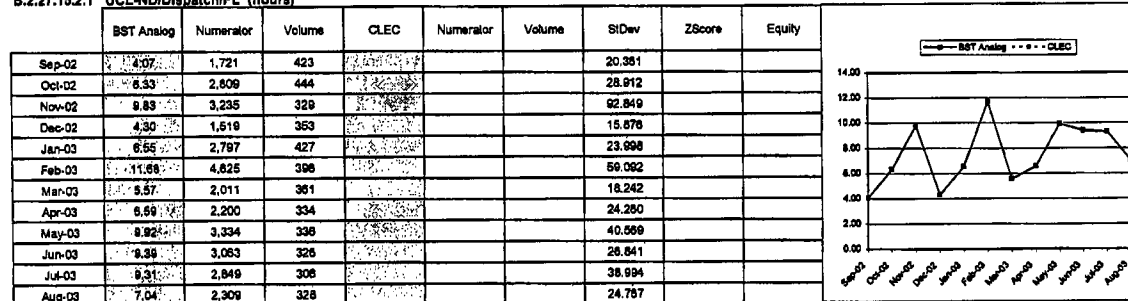 B.2.27.15.2.1 UCL-ND/Dispatch/FL (hours)
BST Analog Numerator Volume CLEC Numerator Volume StDev ZScore Equity
Sep-02 4.07 1,721 423 20.381
Oct-02 6.33 2,809 444 28.912
Nov-02 9.83 3,235 329 92.849
Dec-02 4.30 1,519 353 15.876
Jan-03 6.55 2,797 427 23.998
Feb-03 11.68 4,625 396 59.092
Mar-03 5.57 2,011 361 18.242
Apr-03 6.59 2,200 334 24.280
May-03 9.92 3,334 336 40.569
Jun-03 9.39 3,063 326 26.841
Jul-03 9.31 2,849 306 38.994
Aug-03 7.04 2,309 328 24.767
BST Analog CLEC
14.00
12.00
10.00
8.00
6.00
4.00
2.00
0.00
Sep-02 Oct-02 Nov-02 Dec-02 Jan-03 Feb-03 Mar-03 Apr-03 May-03 Jun-03 Jul-03 Aug-03